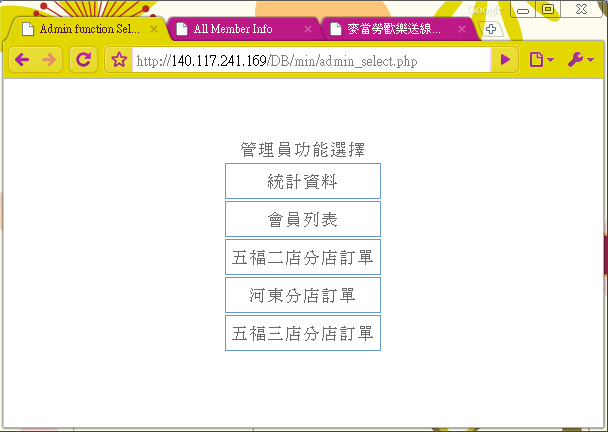 Google
Admin function Sel...
All Member Info
麥當勞歡樂送線...
http://140.117.241.169/DB/min/admin_select.php
管理員功能選擇
統計資料
會員列表
五福二店分店訂單
河東分店訂單
五福三店分店訂單